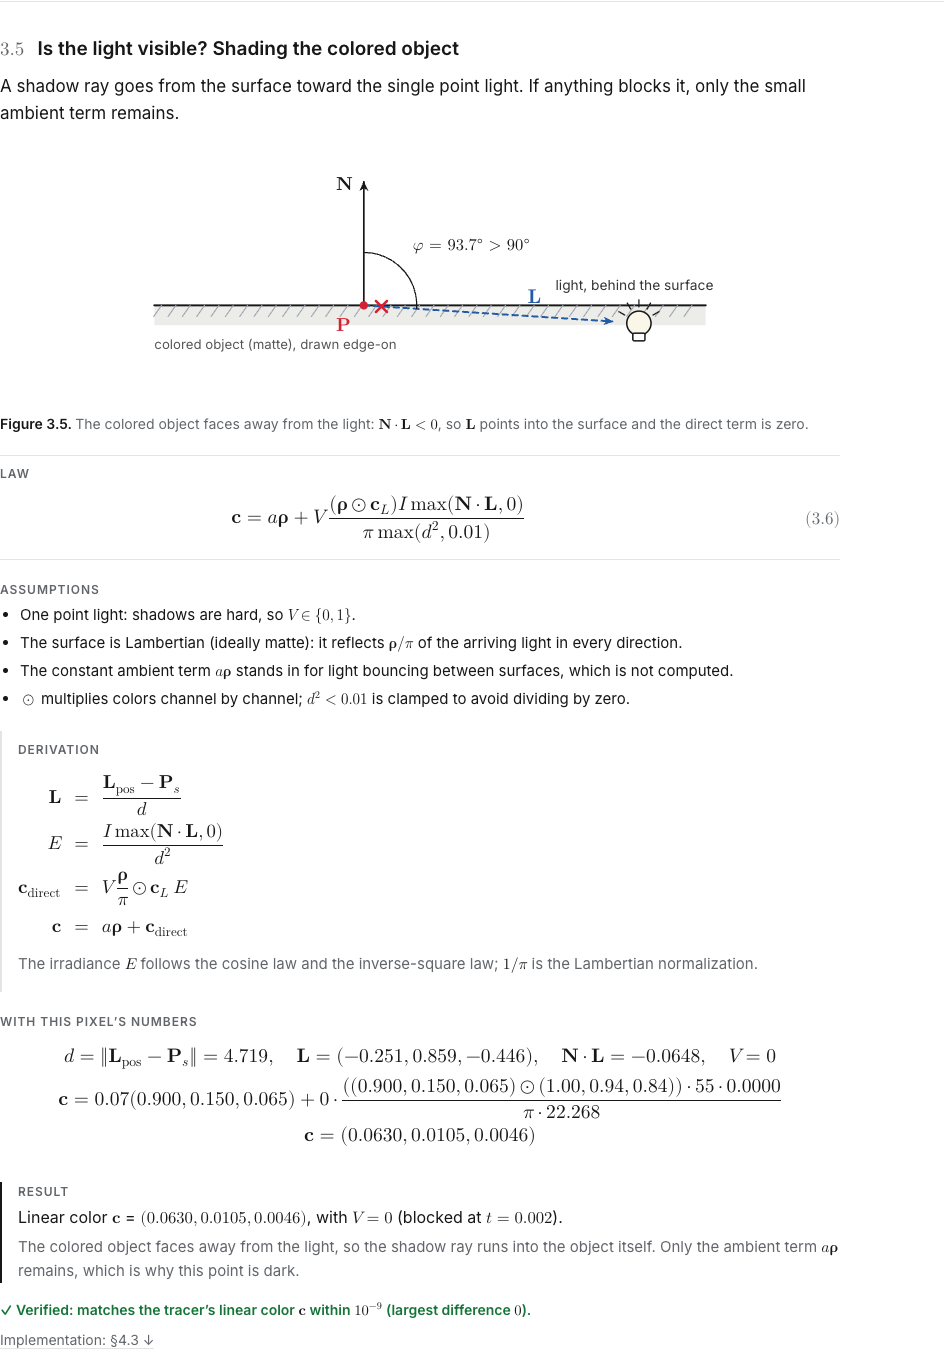 3.5 Is the light visible? Shading the colored object
A shadow ray goes from the surface toward the single point light. If anything blocks it, only the small
ambient term remains.
N
φ = 93.7° > 90°
light, behind the surface
L
P
colored object (matte), drawn edge-on
Figure 3.5. The colored object faces away from the light: N · L < 0, so L points into the surface and the direct term is zero.
LAW
c = aρ + V (ρ ⊙ c_L) I max(N · L, 0) / π max(d², 0.01) (3.6)
ASSUMPTIONS
• One point light: shadows are hard, so V ∈ {0, 1}.
• The surface is Lambertian (ideally matte): it reflects ρ/π of the arriving light in every direction.
• The constant ambient term aρ stands in for light bouncing between surfaces, which is not computed.
• ⊙ multiplies colors channel by channel; d² < 0.01 is clamped to avoid dividing by zero.
DERIVATION
L = (L_pos − P_s) / d
E = I max(N · L, 0) / d²
c_direct = V ρ/π ⊙ c_L E
c = aρ + c_direct
The irradiance E follows the cosine law and the inverse-square law; 1/π is the Lambertian normalization.
WITH THIS PIXEL’S NUMBERS
d = ‖L_pos − P_s‖ = 4.719, L = (−0.251, 0.859, −0.446), N · L = −0.0648, V = 0
c = 0.07(0.900, 0.150, 0.065) + 0 · ((0.900, 0.150, 0.065) ⊙ (1.00, 0.94, 0.84)) · 55 · 0.0000 / π · 22.268
c = (0.0630, 0.0105, 0.0046)
RESULT
Linear color c = (0.0630, 0.0105, 0.0046), with V = 0 (blocked at t = 0.002).
The colored object faces away from the light, so the shadow ray runs into the object itself. Only the ambient term aρ
remains, which is why this point is dark.
✓ Verified: matches the tracer’s linear color c within 10⁻⁹ (largest difference 0).
Implementation: §4.3 ↓